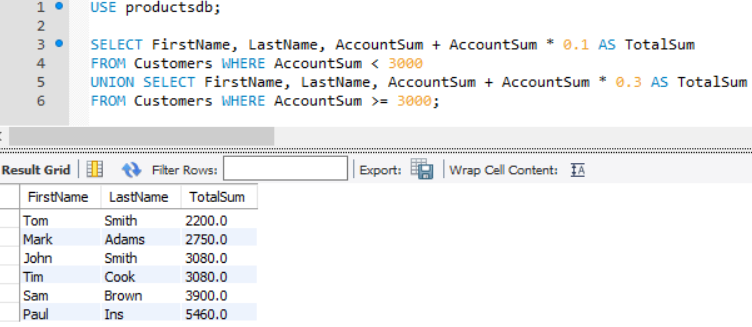 1 USE productsdb;
2
3 SELECT FirstName, LastName, AccountSum + AccountSum * 0.1 AS TotalSum
4 FROM Customers WHERE AccountSum < 3000
5 UNION SELECT FirstName, LastName, AccountSum + AccountSum * 0.3 AS TotalSum
6 FROM Customers WHERE AccountSum >= 3000;
Result Grid Filter Rows: Export: Wrap Cell Content: IA
FirstName LastName TotalSum
Tom Smith 2200.0
Mark Adams 2750.0
John Smith 3080.0
Tim Cook 3080.0
Sam Brown 3900.0
Paul Ins 5460.0